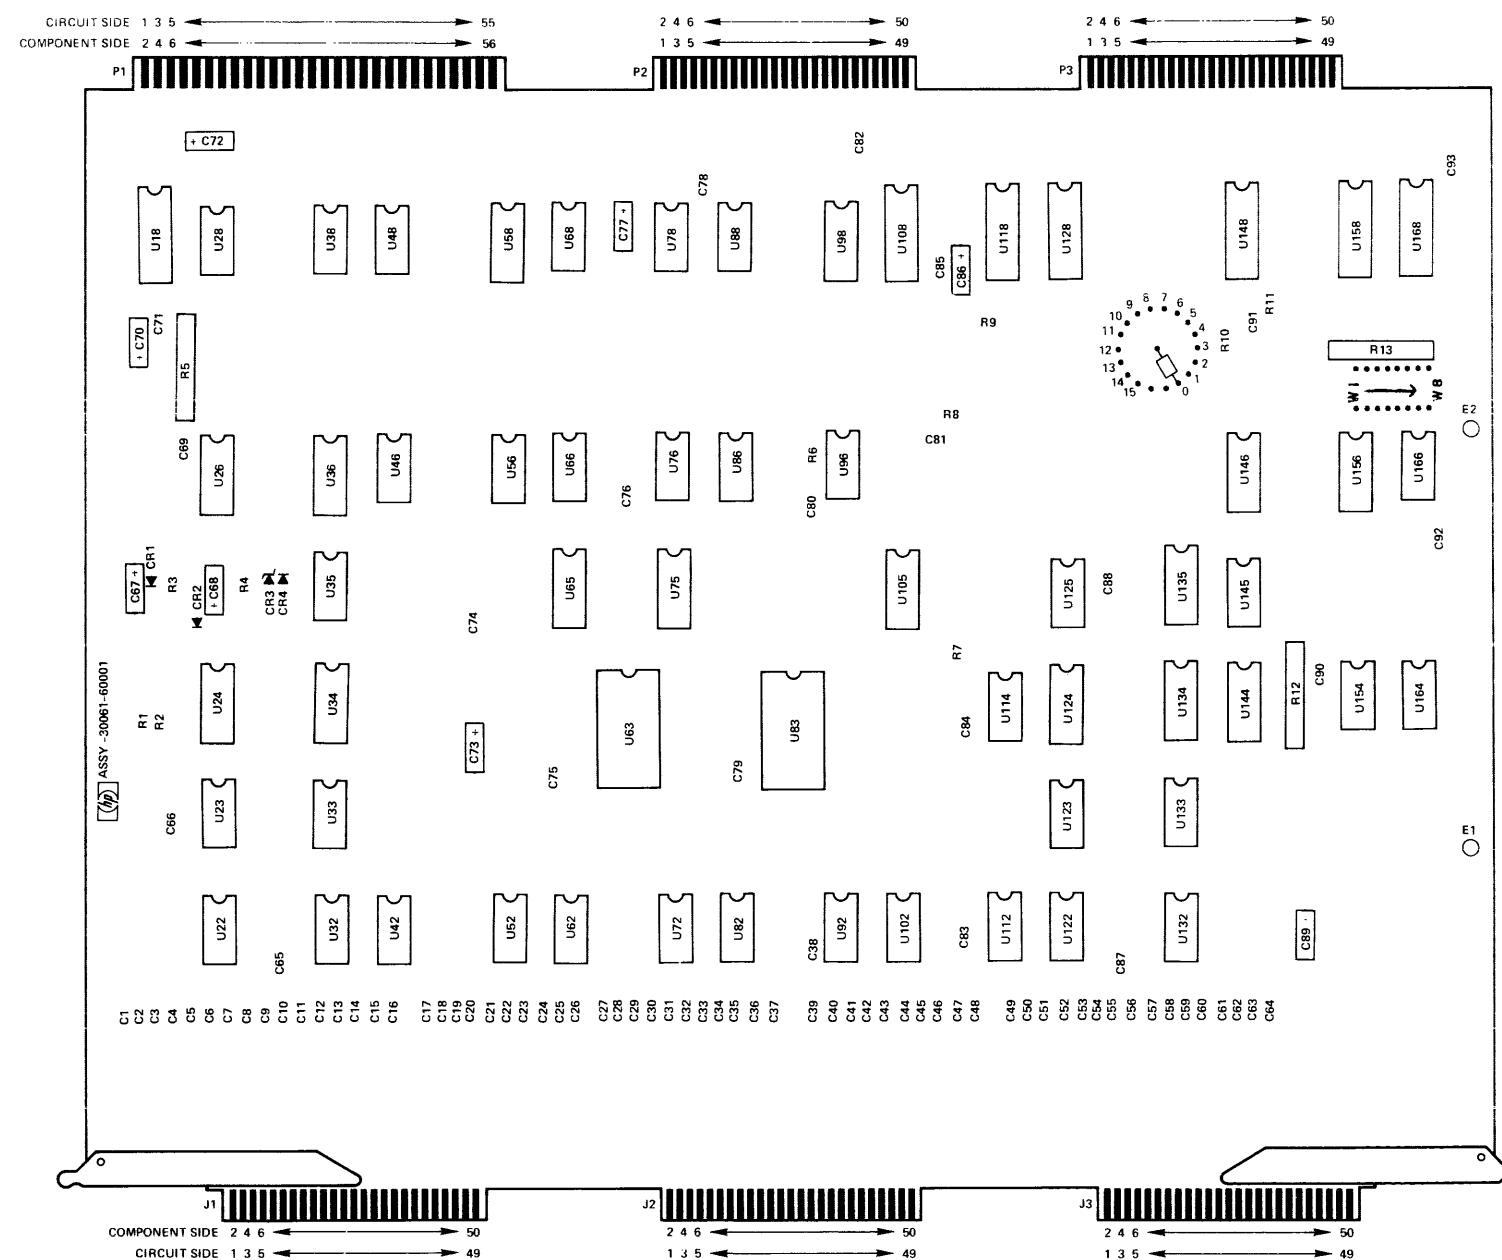 CIRCUIT SIDE 1 3 5 55 2 4 6 50 2 4 6 50
COMPONENT SIDE 2 4 6 56 1 3 5 49 1 3 5 49
P1 P2 P3
+ C72 C82
C78 C93
U18 U28 U38 U48 U58 U68 C77 + U78 U88 U98 U108 C85 C86 + U118 U128 U148 U158 U168
+ C70 C71 R5 R9 R10 C91 R11 R13
0 1 2 3 4 5 6 7 8 9 10 11 12 13 14 15
W1 W8
E2
R8
C81
C69 U26 U36 U46 U56 U66 C76 U76 U86 R6 C80 U96 U146 U156 U166
C92
C67 + CR1 R3 CR2 + C68 R4 CR3 CR4 U35 C74 U65 U75 U105 U125 C88 U135 U145
R7
ASSY -30061-60001
hp
R1 R2 U24 U34 C73 + C75 U63 C79 U83 C84 U114 U124 U134 U144 R12 C90 U154 U164
C66 U23 U33 U123 U133
E1
U22 C65 U32 U42 U52 U62 U72 U82 C38 U92 U102 C83 U112 U122 C87 U132 C89
C1 C2 C3 C4 C5 C6 C7 C8 C9 C10 C11 C12 C13 C14 C15 C16 C17 C18 C19 C20 C21 C22 C23 C24 C25 C26 C27 C28 C29 C30 C31 C32 C33 C34 C35 C36 C37 C39 C40 C41 C42 C43 C44 C45 C46 C47 C48 C49 C50 C51 C52 C53 C54 C55 C56 C57 C58 C59 C60 C61 C62 C63 C64
J1 J2 J3
COMPONENT SIDE 2 4 6 50 2 4 6 50 2 4 6 50
CIRCUIT SIDE 1 3 5 49 1 3 5 49 1 3 5 49